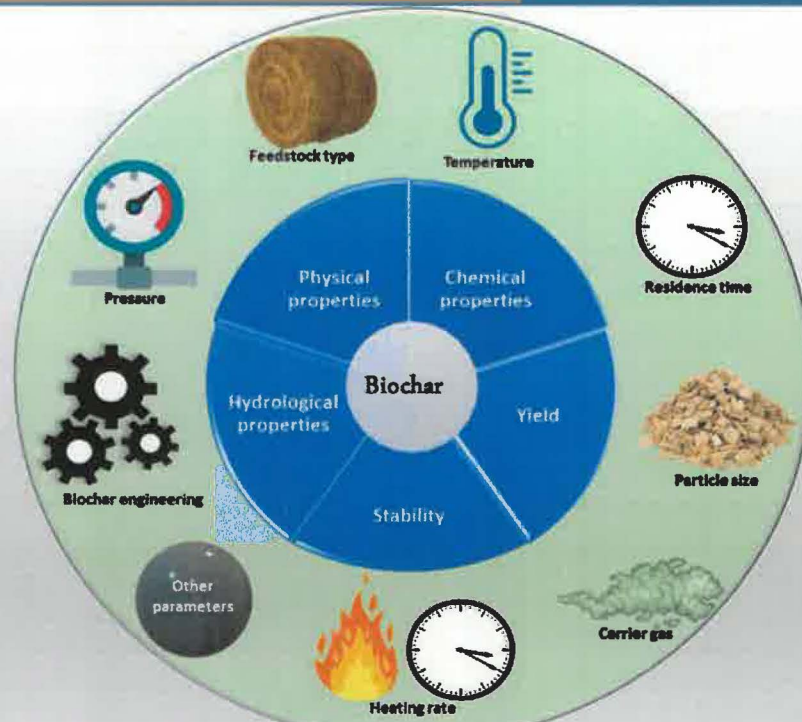 Feedstock type
Temperature
Pressure
Residence time
Physical
properties
Chemical
properties
Biochar
Hydrological
properties
Yield
Stability
Particle size
Biochar engineering
Other
parameters
Carrier gas
Heating rate